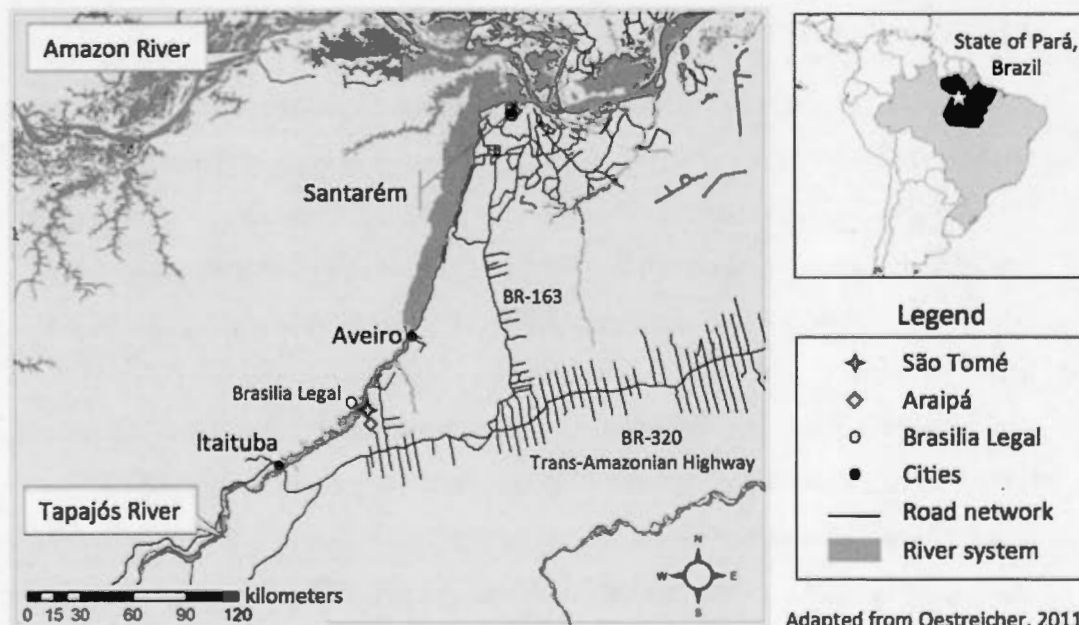 Amazon River
Santarém
BR-163
Aveiro
Brasilia Legal
Itaituba
BR-320
Trans-Amazonian Highway
Tapajós River
N
W
E
S
kilometers
0 15 30 60 90 120
State of Pará,
Brazil
Legend
São Tomé
Araipá
Brasilia Legal
Cities
Road network
River system
Adapted from Oestreicher, 2011